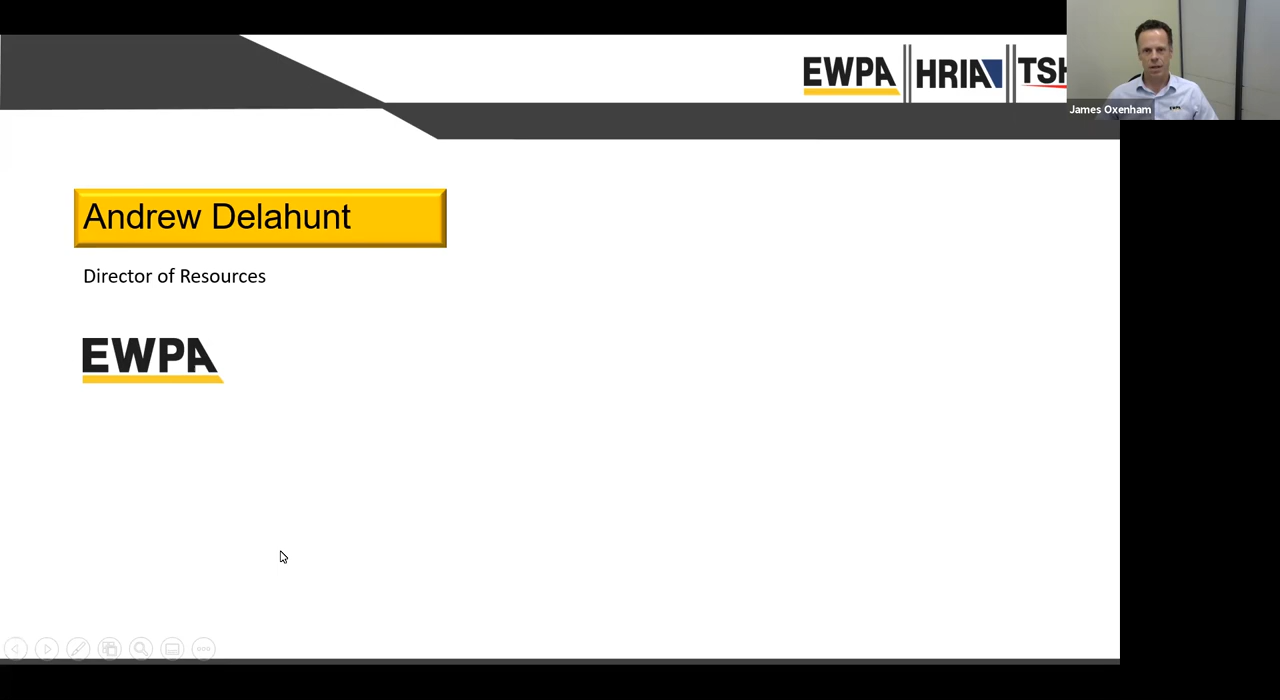 EWPA HRIA TSH
James Oxenham
Andrew Delahunt
Director of Resources
EWPA